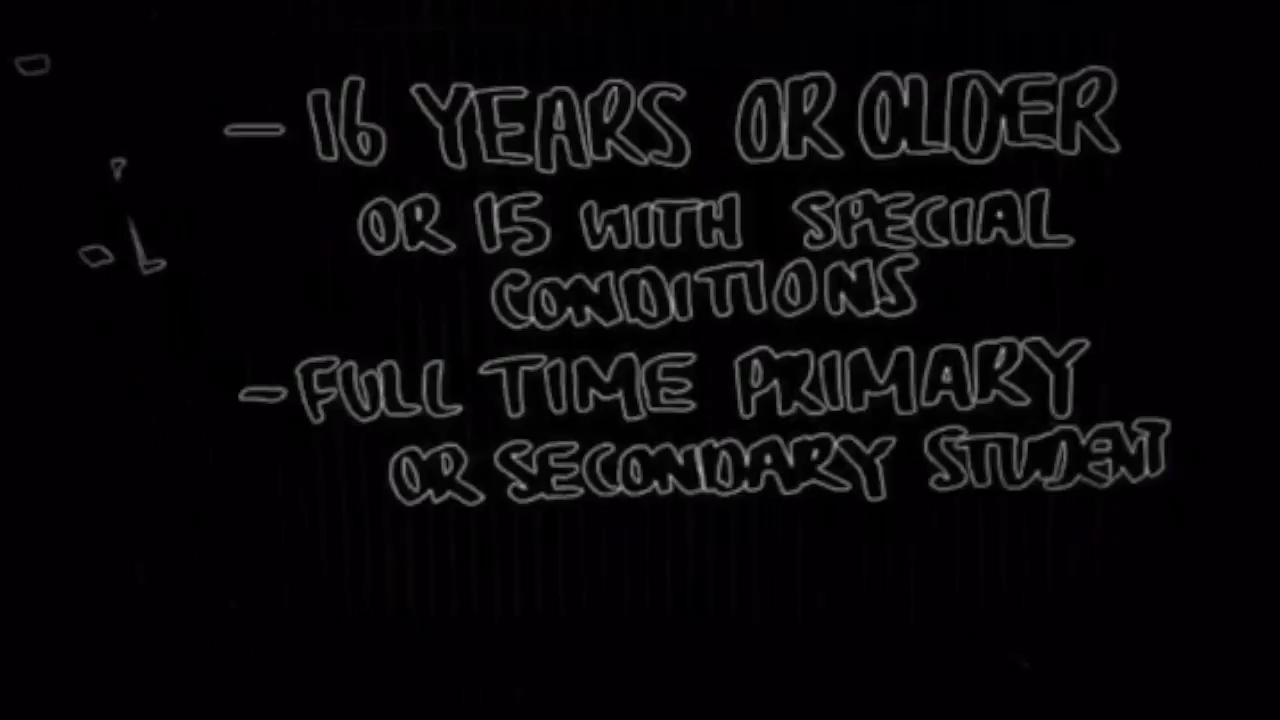 - 16 YEARS OR OLDER
OR 15 WITH SPECIAL
CONDITIONS
- FULL TIME PRIMARY
OR SECONDARY STUDENT